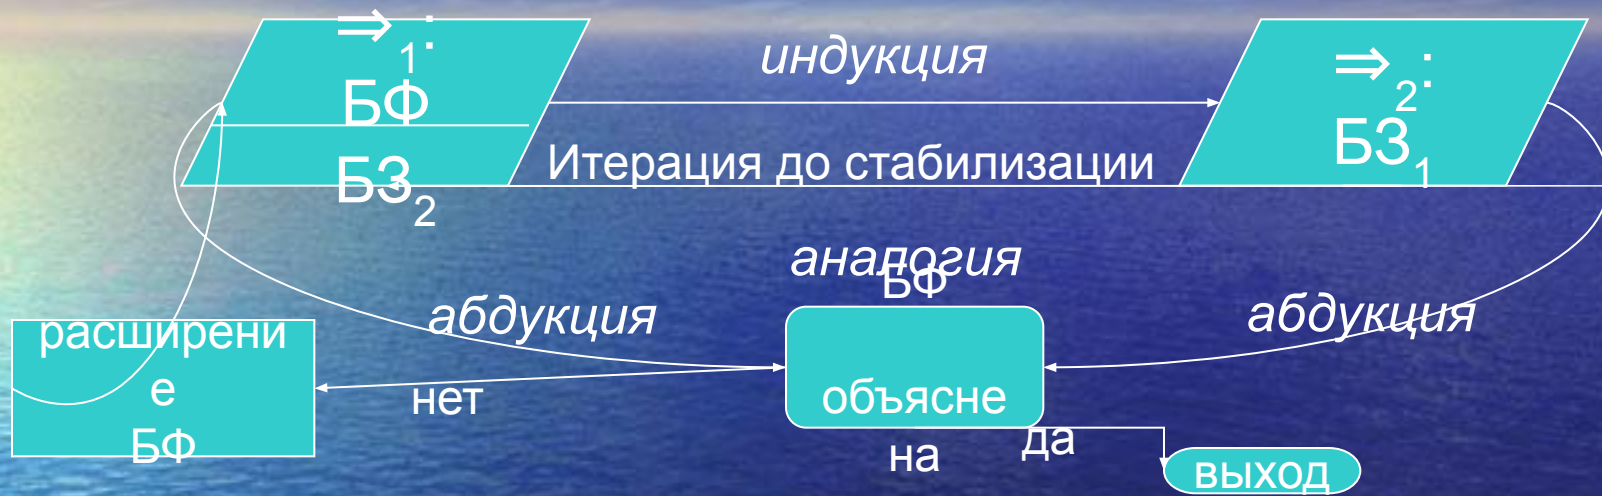 ⇒₁:
БФ
БЗ₂
индукция
⇒₂:
БЗ₁
Итерация до стабилизации
аналогия
абдукция
БФ
объясне
на
абдукция
расширени
е
БФ
нет
да
выход